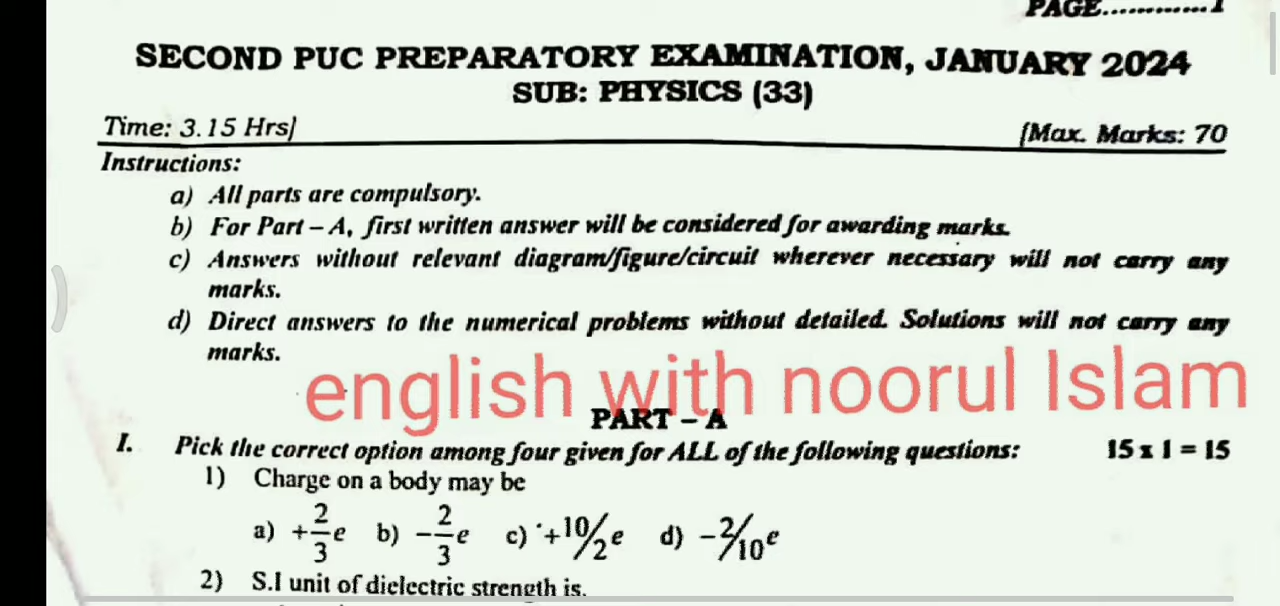 PAGE............1
SECOND PUC PREPARATORY EXAMINATION, JANUARY 2024
SUB: PHYSICS (33)
Time: 3.15 Hrs] [Max. Marks: 70
Instructions:
a) All parts are compulsory.
b) For Part – A, first written answer will be considered for awarding marks.
c) Answers without relevant diagram/figure/circuit wherever necessary will not carry any
marks.
d) Direct answers to the numerical problems without detailed. Solutions will not carry any
marks.
english with noorul Islam
PART – A
I. Pick the correct option among four given for ALL of the following questions: 15 x 1 = 15
1) Charge on a body may be
a) +2/3 e b) -2/3 e c) +10/2 e d) -2/10 e
2) S.I unit of dielectric strength is.